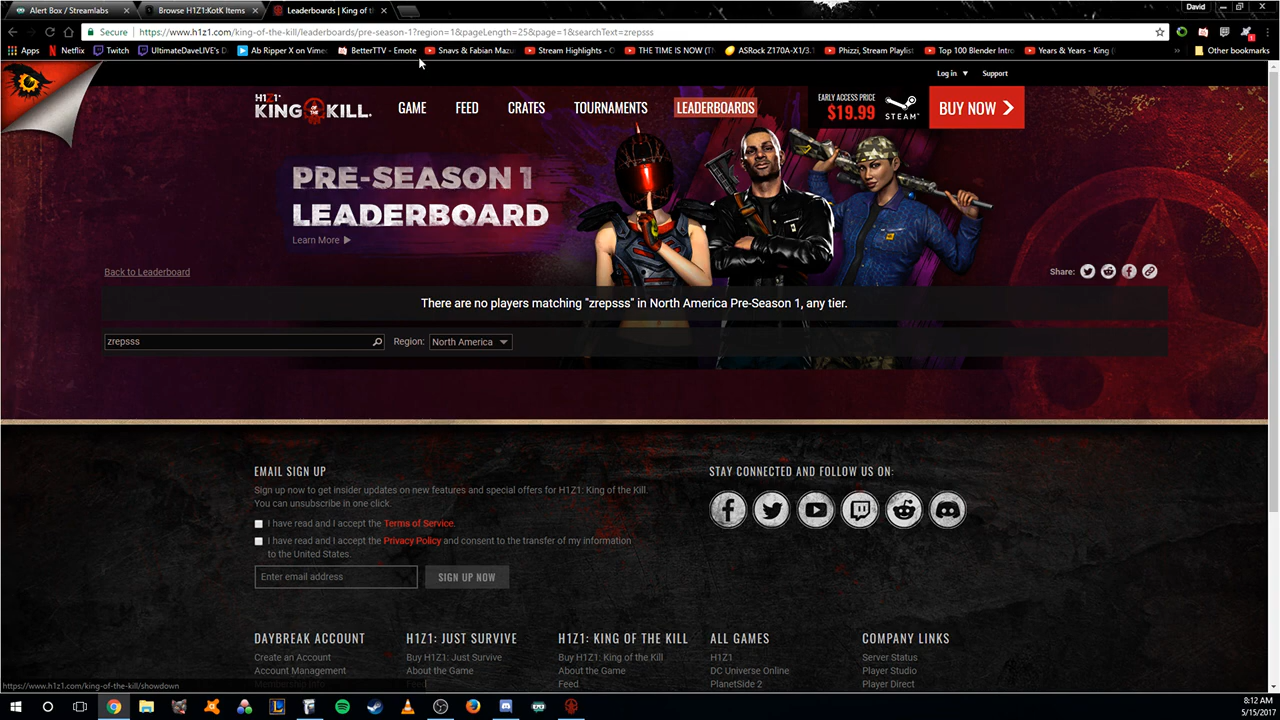 Alert Box / Streamlabs
Browse H1Z1:KotK Items
Leaderboards | King of t
David
Secure
https://www.h1z1.com/king-of-the-kill/leaderboards/pre-season-1?region=1&pageLength=25&page=1&searchText=zrepsss
Apps
Netflix
Twitch
UltimateDaveLIVE's D
Ab Ripper X on Vime
BetterTTV - Emote
Snavs & Fabian Mazu
Stream Highlights - C
THE TIME IS NOW (T
ASRock Z170A-X1/3.1
Phizzi, Stream Playlist
Top 100 Blender Intro
Years & Years - King (
Other bookmarks
Log in
Support
H1Z1
KING OF THE KILL
GAME
FEED
CRATES
TOURNAMENTS
LEADERBOARDS
EARLY ACCESS PRICE
$19.99
STEAM
BUY NOW
PRE-SEASON 1
LEADERBOARD
Learn More
Back to Leaderboard
Share:
There are no players matching "zrepsss" in North America Pre-Season 1, any tier.
zrepsss
Region:
North America
EMAIL SIGN UP
Sign up now to get insider updates on new features and special offers for H1Z1: King of the Kill.
You can unsubscribe in one click.
I have read and I accept the Terms of Service.
I have read and I accept the Privacy Policy and consent to the transfer of my information
to the United States.
Enter email address
SIGN UP NOW
STAY CONNECTED AND FOLLOW US ON:
DAYBREAK ACCOUNT
Create an Account
Account Management
H1Z1: JUST SURVIVE
Buy H1Z1: Just Survive
About the Game
Feed
H1Z1: KING OF THE KILL
Buy H1Z1: King of the Kill
About the Game
Feed
ALL GAMES
H1Z1
DC Universe Online
PlanetSide 2
COMPANY LINKS
Server Status
Player Studio
Player Direct
https://www.h1z1.com/king-of-the-kill/showdown
8:12 AM
5/15/2017